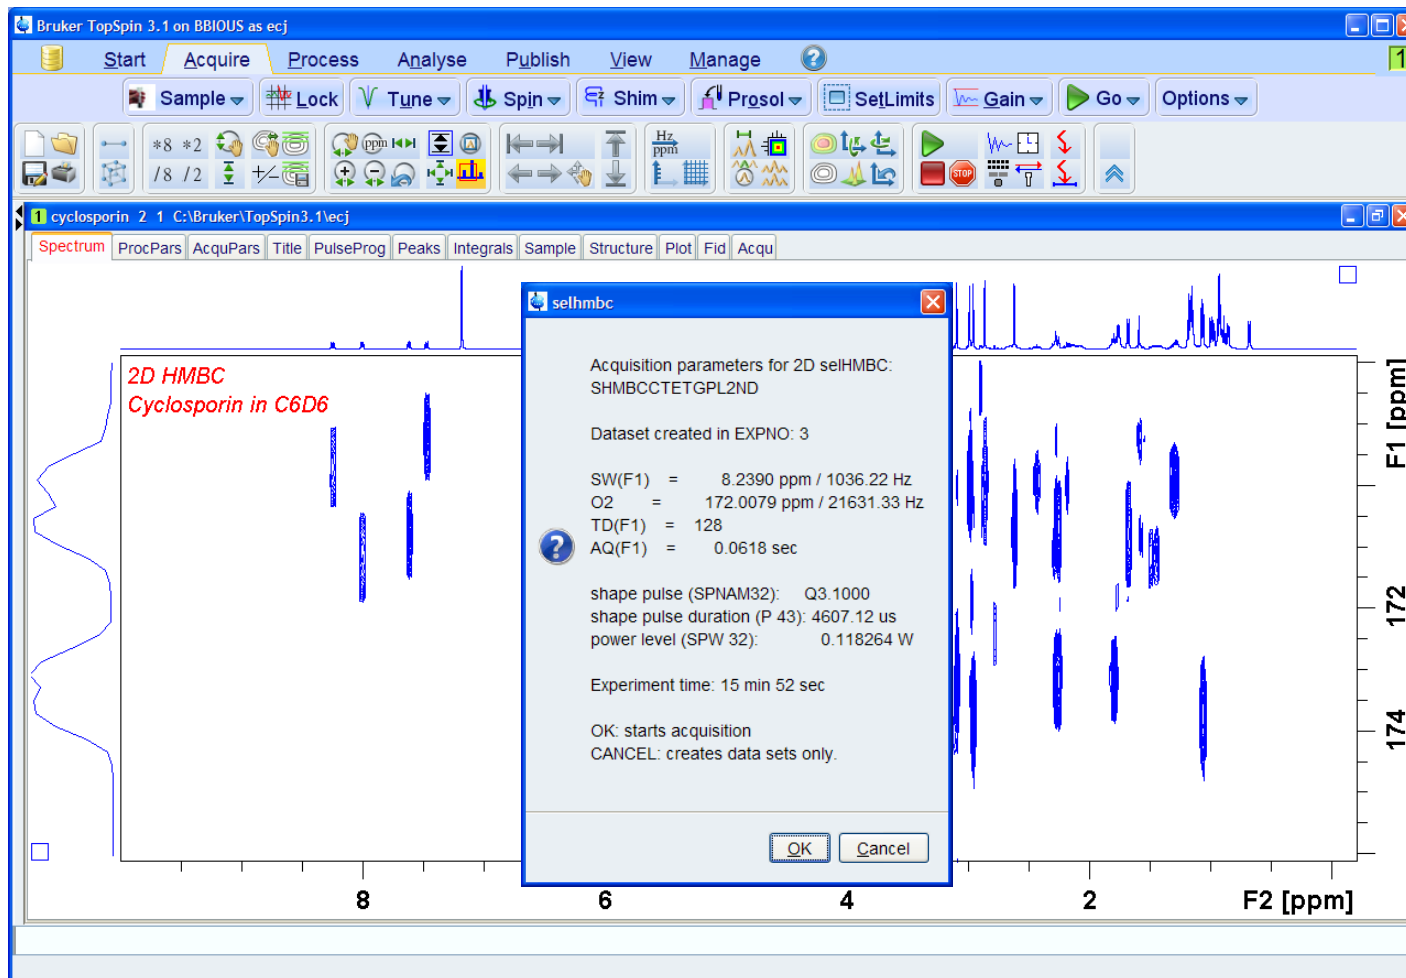 Bruker TopSpin 3.1 on BBIOUS as ecj
Start Acquire Process Analyse Publish View Manage ? 1
Sample Lock Tune Spin Shim Prosol SetLimits Gain Go Options
*8 *2 +/- ppm Hz ppm
/8 /2 STOP
1 cyclosporin 2 1 C:\Bruker\TopSpin3.1\ecj
Spectrum ProcPars AcquPars Title PulseProg Peaks Integrals Sample Structure Plot Fid Acqu
2D HMBC
Cyclosporin in C6D6
selhmbc
Acquisition parameters for 2D selHMBC:
SHMBCCTETGPL2ND
Dataset created in EXPNO: 3
SW(F1) = 8.2390 ppm / 1036.22 Hz
O2 = 172.0079 ppm / 21631.33 Hz
TD(F1) = 128
AQ(F1) = 0.0618 sec
?
shape pulse (SPNAM32): Q3.1000
shape pulse duration (P 43): 4607.12 us
power level (SPW 32): 0.118264 W
Experiment time: 15 min 52 sec
OK: starts acquisition
CANCEL: creates data sets only.
OK Cancel
F1 [ppm]
172
174
8 6 4 2 F2 [ppm]